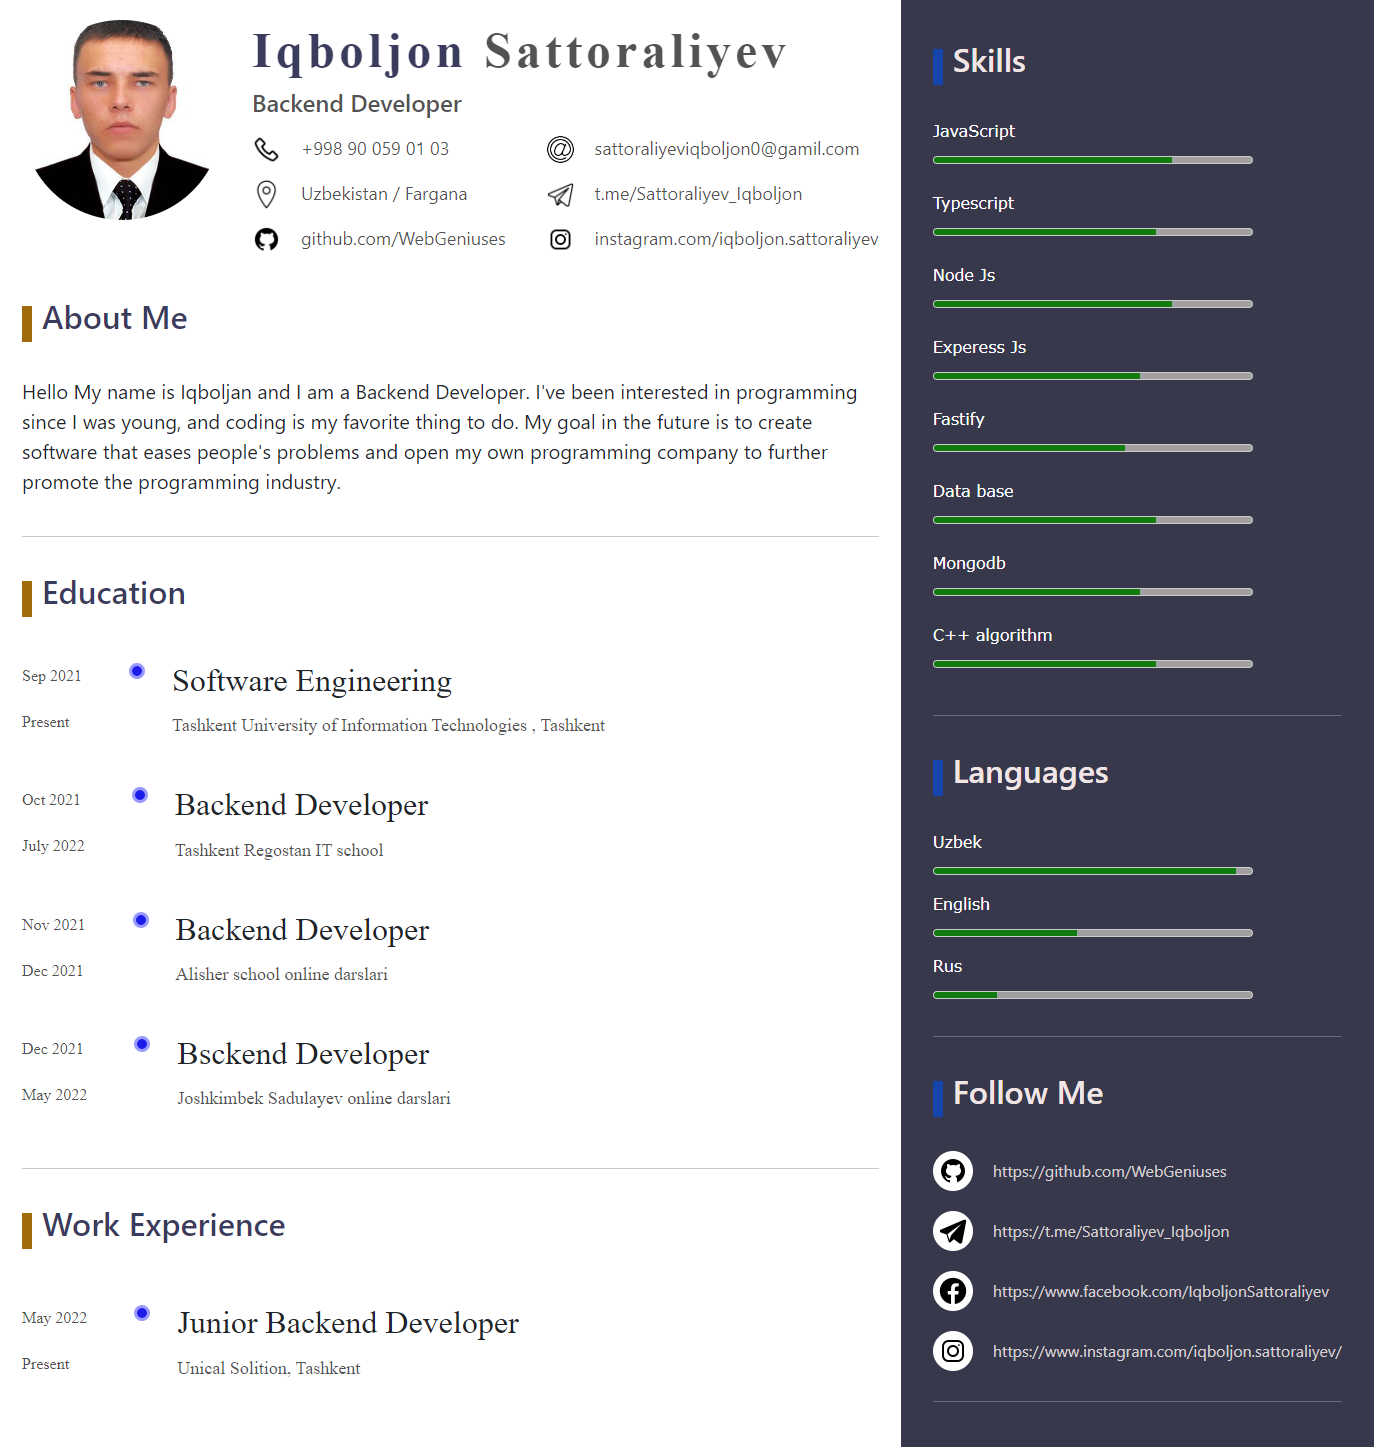 Iqboljon Sattoraliyev
Backend Developer
+998 90 059 01 03
sattoraliyeviqboljon0@gamil.com
Uzbekistan / Fargana
t.me/Sattoraliyev_Iqboljon
github.com/WebGeniuses
instagram.com/iqboljon.sattoraliyev
About Me
Hello My name is Iqboljan and I am a Backend Developer. I've been interested in programming
since I was young, and coding is my favorite thing to do. My goal in the future is to create
software that eases people's problems and open my own programming company to further
promote the programming industry.
Education
Sep 2021
Present
Software Engineering
Tashkent University of Information Technologies , Tashkent
Oct 2021
July 2022
Backend Developer
Tashkent Regostan IT school
Nov 2021
Dec 2021
Backend Developer
Alisher school online darslari
Dec 2021
May 2022
Bsckend Developer
Joshkimbek Sadulayev online darslari
Work Experience
May 2022
Present
Junior Backend Developer
Unical Solition, Tashkent
Skills
JavaScript
Typescript
Node Js
Experess Js
Fastify
Data base
Mongodb
C++ algorithm
Languages
Uzbek
English
Rus
Follow Me
https://github.com/WebGeniuses
https://t.me/Sattoraliyev_Iqboljon
https://www.facebook.com/IqboljonSattoraliyev
https://www.instagram.com/iqboljon.sattoraliyev/